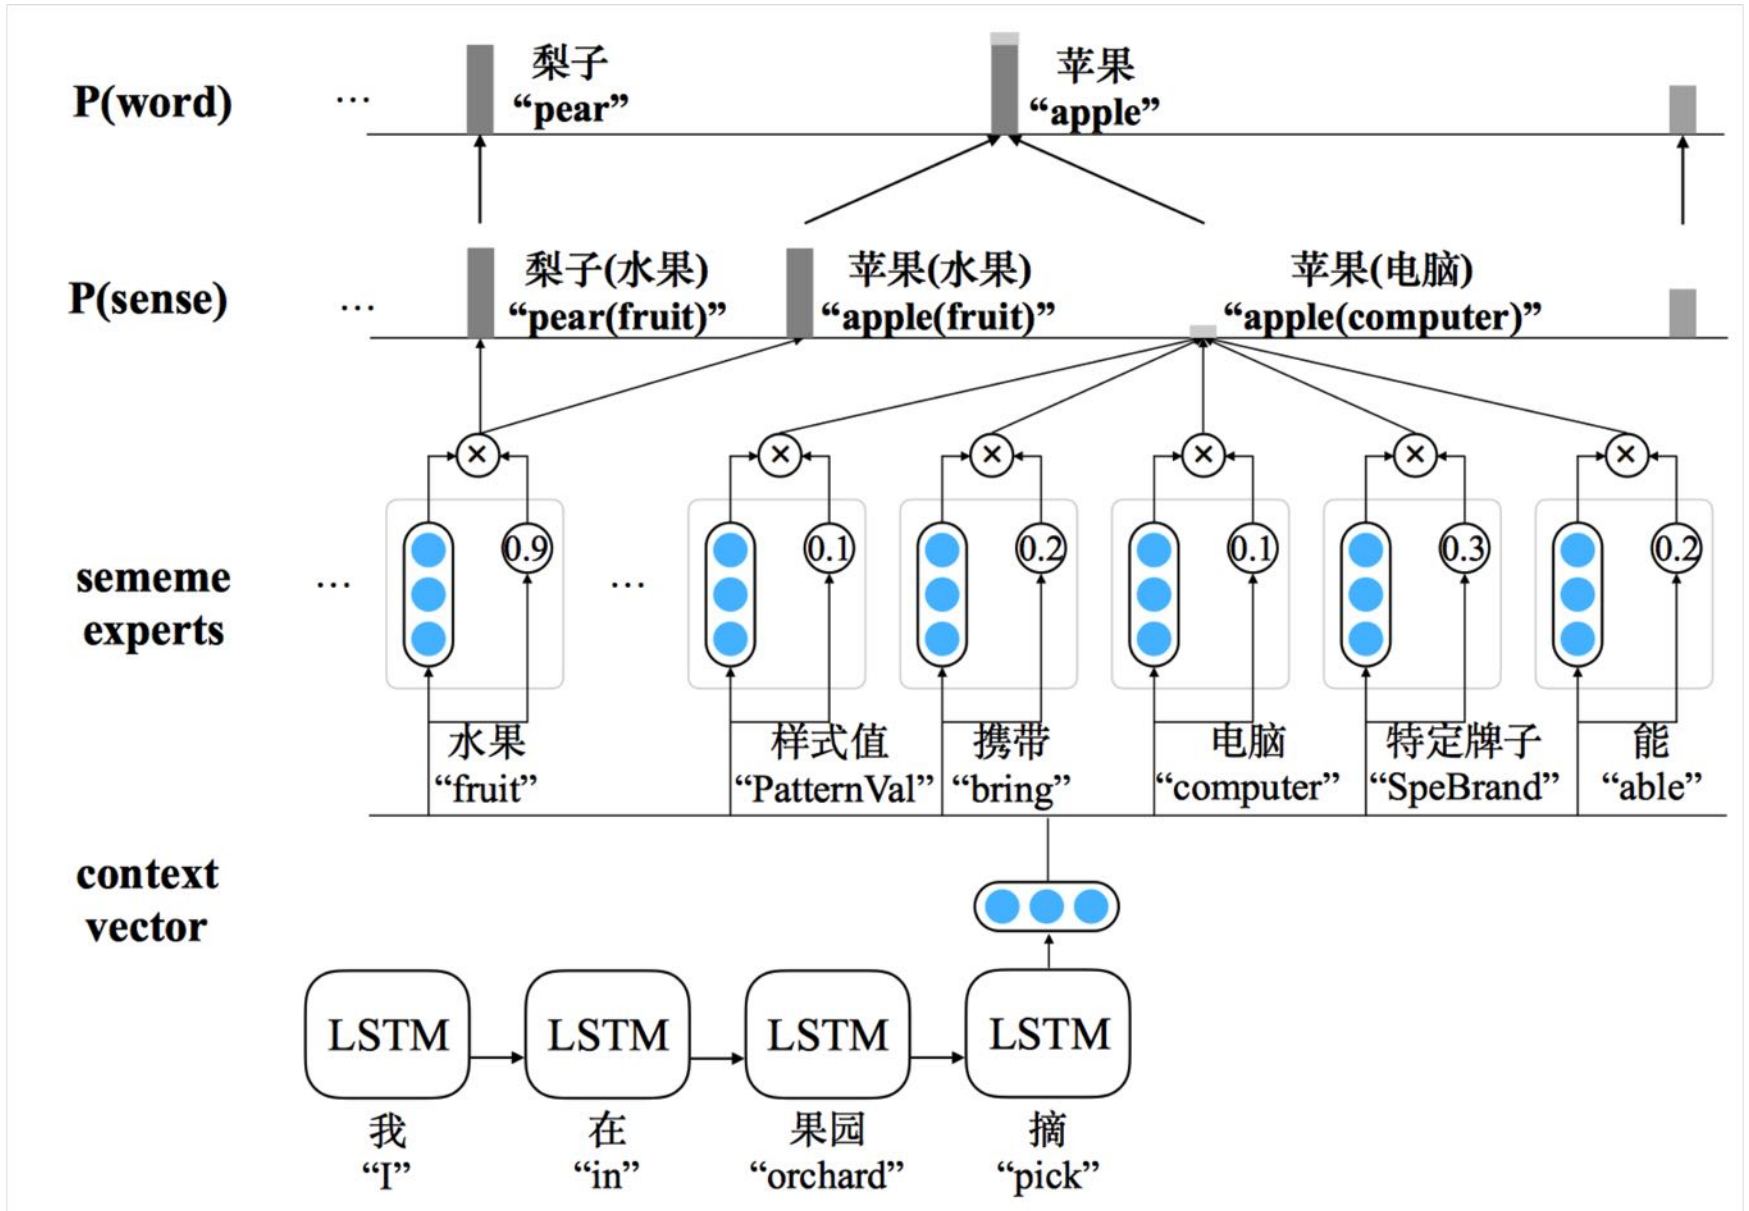 P(word)
…
梨子
“pear”
苹果
“apple”
P(sense)
…
梨子(水果)
“pear(fruit)”
苹果(水果)
“apple(fruit)”
苹果(电脑)
“apple(computer)”
×
×
×
×
×
×
sememe
experts
…
0.9
…
0.1
0.2
0.1
0.3
0.2
水果
“fruit”
样式值
“PatternVal”
携带
“bring”
电脑
“computer”
特定牌子
“SpeBrand”
能
“able”
context
vector
LSTM
LSTM
LSTM
LSTM
我
“I”
在
“in”
果园
“orchard”
摘
“pick”